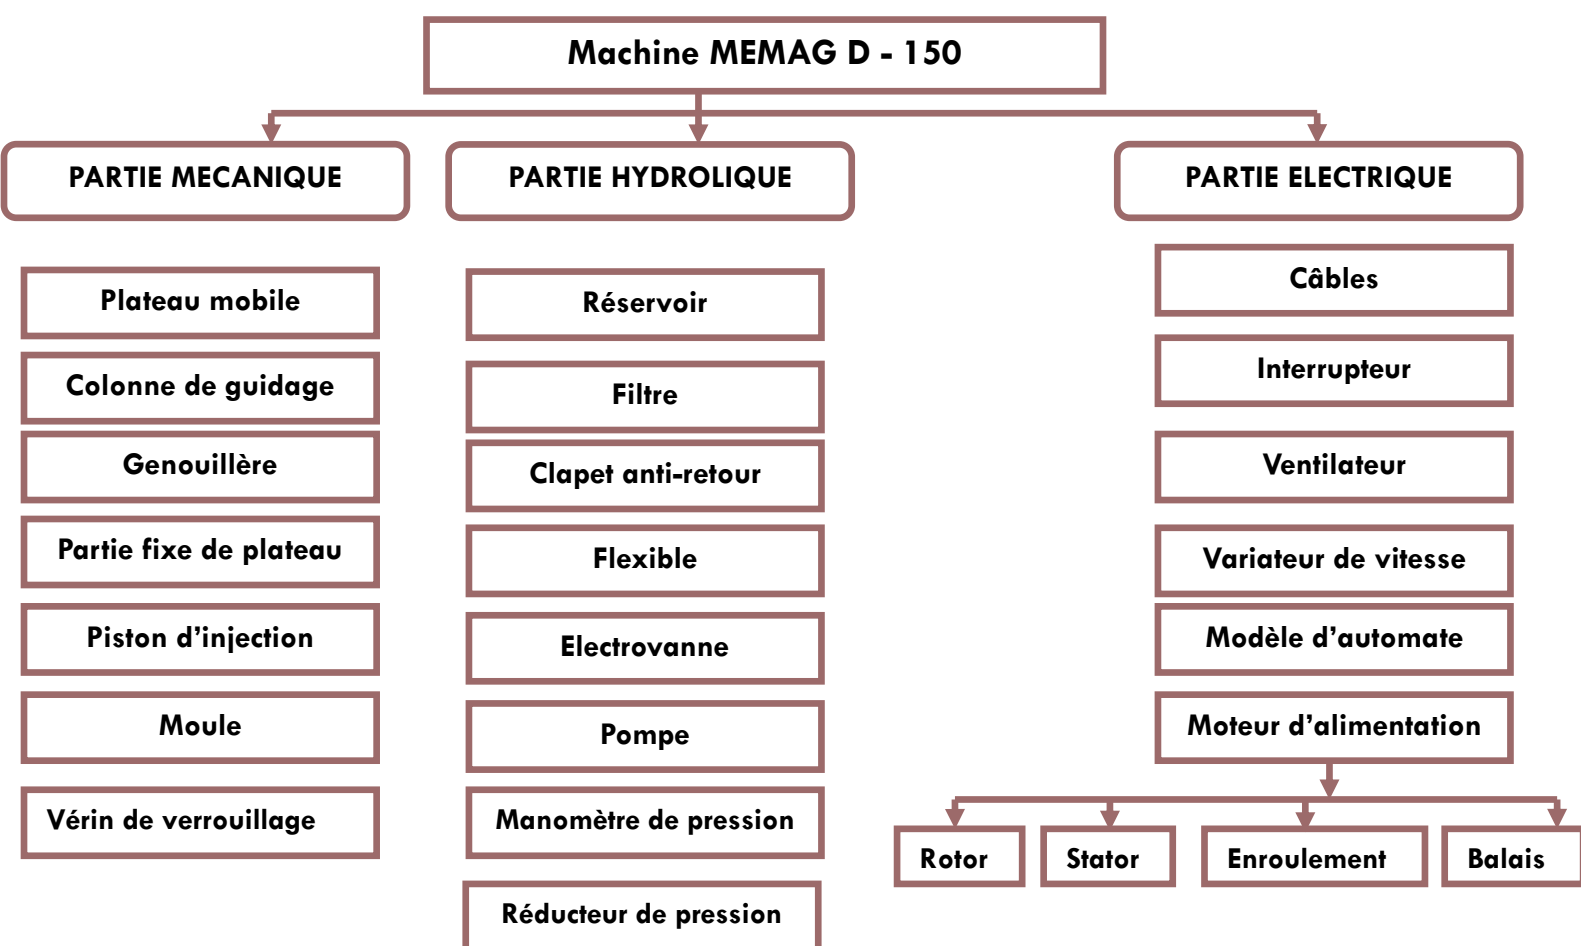 Machine MEMAG D - 150
PARTIE MECANIQUE
Plateau mobile
Colonne de guidage
Genouillère
Partie fixe de plateau
Piston d’injection
Moule
Vérin de verrouillage
PARTIE HYDROLIQUE
Réservoir
Filtre
Clapet anti-retour
Flexible
Electrovanne
Pompe
Manomètre de pression
Réducteur de pression
PARTIE ELECTRIQUE
Câbles
Interrupteur
Ventilateur
Variateur de vitesse
Modèle d’automate
Moteur d’alimentation
Rotor
Stator
Enroulement
Balais